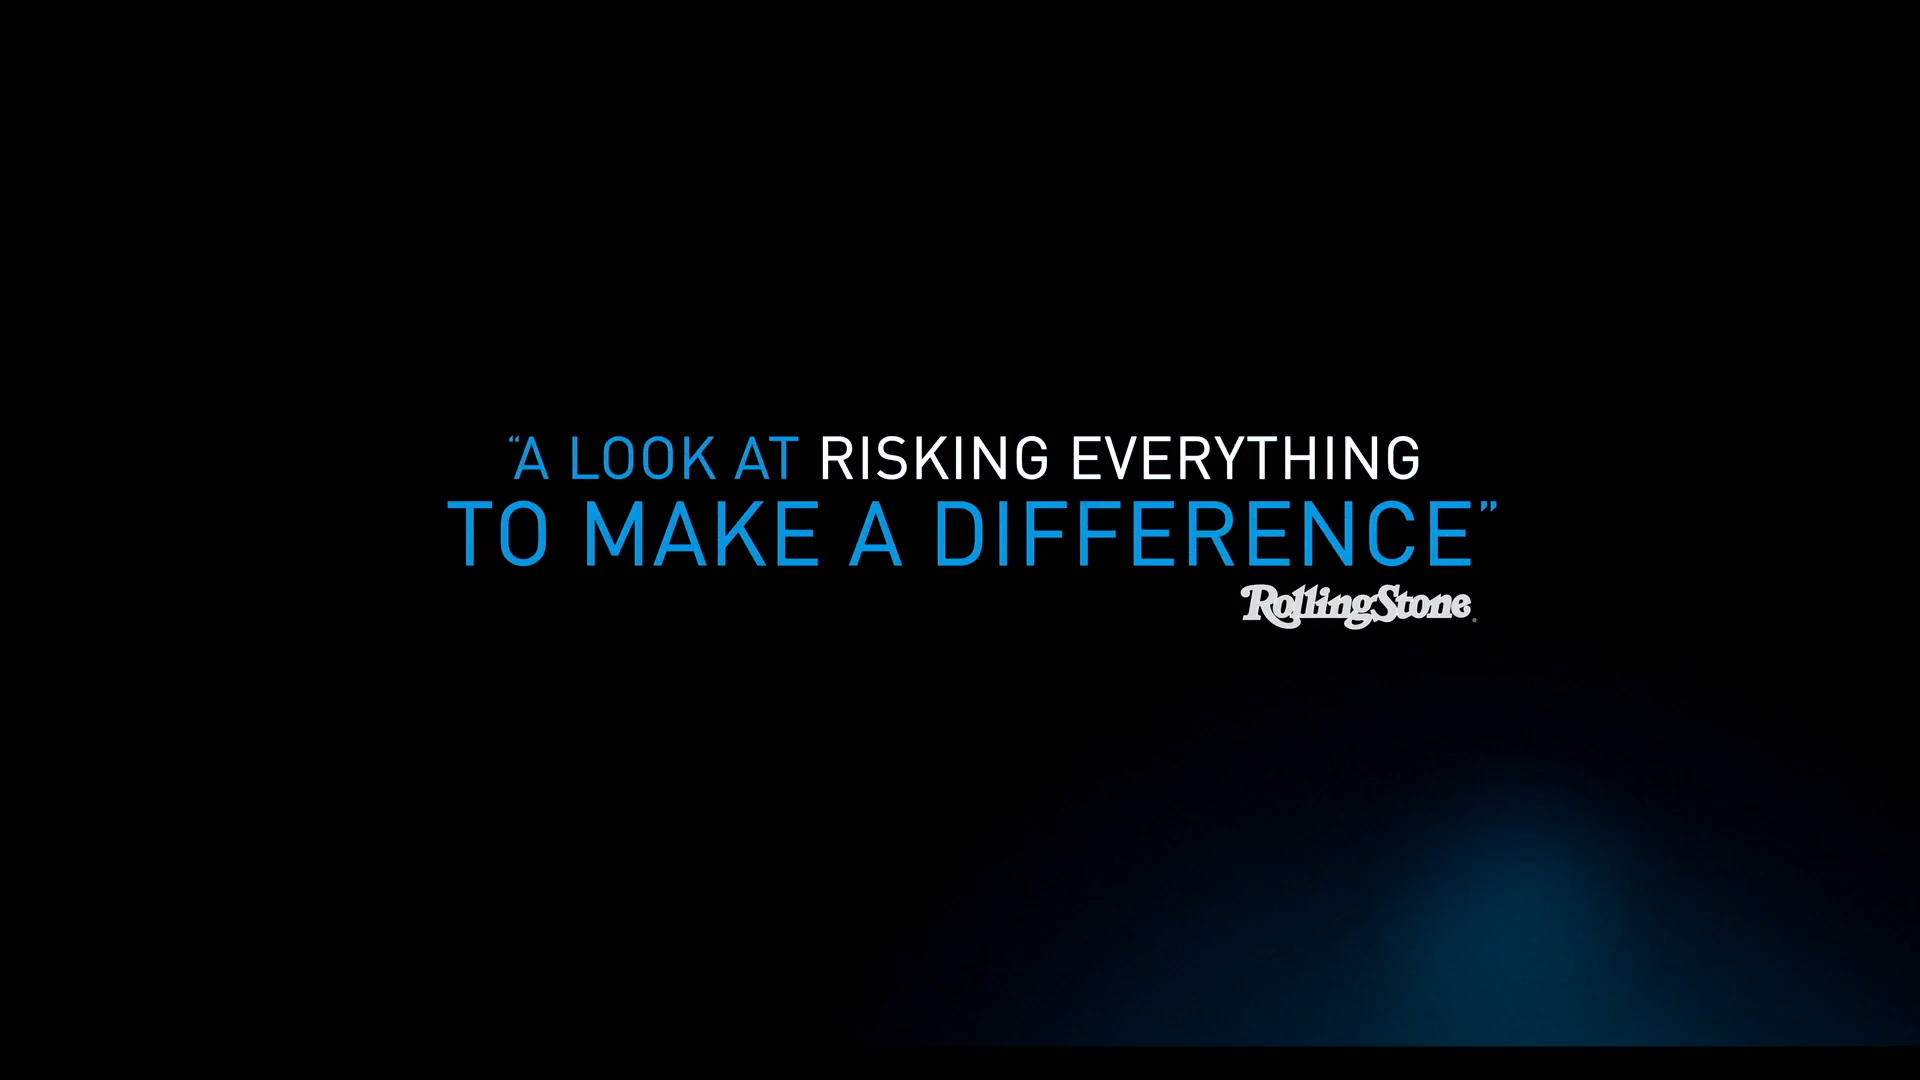 “A LOOK AT RISKING EVERYTHING
TO MAKE A DIFFERENCE”
RollingStone